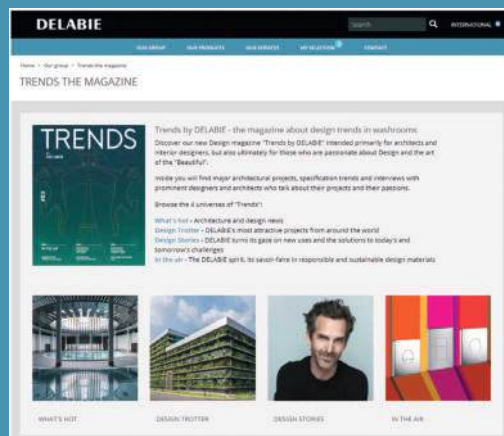 DELABIE
Search
INTERNATIONAL
OUR GROUP OUR PRODUCTS OUR SERVICES MY SELECTION CONTACT
Home > Our group > Trends the magazine
TRENDS THE MAGAZINE
TRENDS
Trends by DELABIE - the magazine about design trends in washrooms
Discover our new Design magazine "Trends by DELABIE" intended primarily for architects and
interior designers, but also ultimately for those who are passionate about Design and the art
of the "Beautiful".
Inside you will find major architectural projects, specification trends and interviews with
prominent designers and architects who talk about their projects and their passions.
Browse the 4 universes of "Trends":
What's hot - Architecture and design news
Design Trotter - DELABIE's most attractive projects from around the world
Design Stories - DELABIE turns its gaze on new uses and the solutions to today's and
tomorrow's challenges
In the air - The DELABIE spirit, its savoir-faire in responsible and sustainable design materials
WHAT'S HOT
DESIGN TROTTER
DESIGN STORIES
IN THE AIR